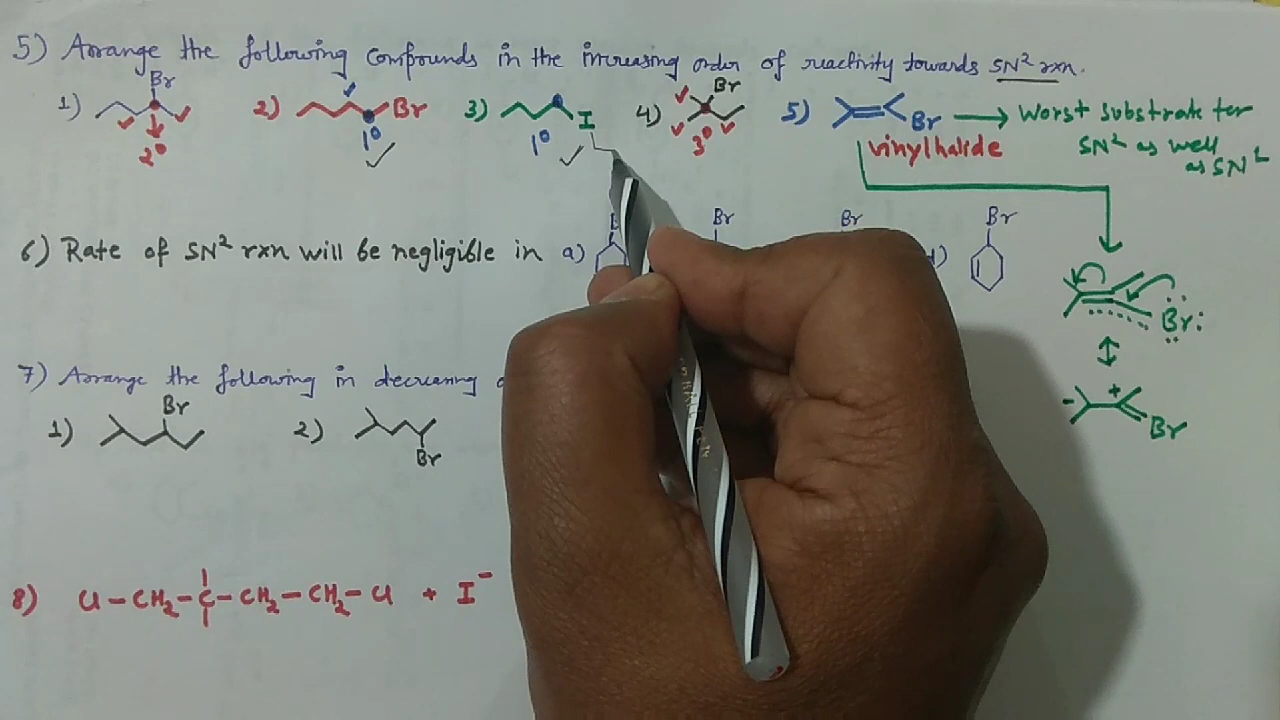 5) Arrange the following compounds in the increasing order of reactivity towards SN² rxn.
1) Br 2° 2) Br 1° 3) I 1° 4) Br 3° 5) Br → Worst substrate for
vinylhalide SN² as well
as SN¹
6) Rate of SN² rxn will be negligible in a) Br Br Br
Br:
7) Arrange the following in decreasing
1) Br 2) Br
- + Br
8) Cl-CH₂-C-CH₂-CH₂-Cl + I⁻